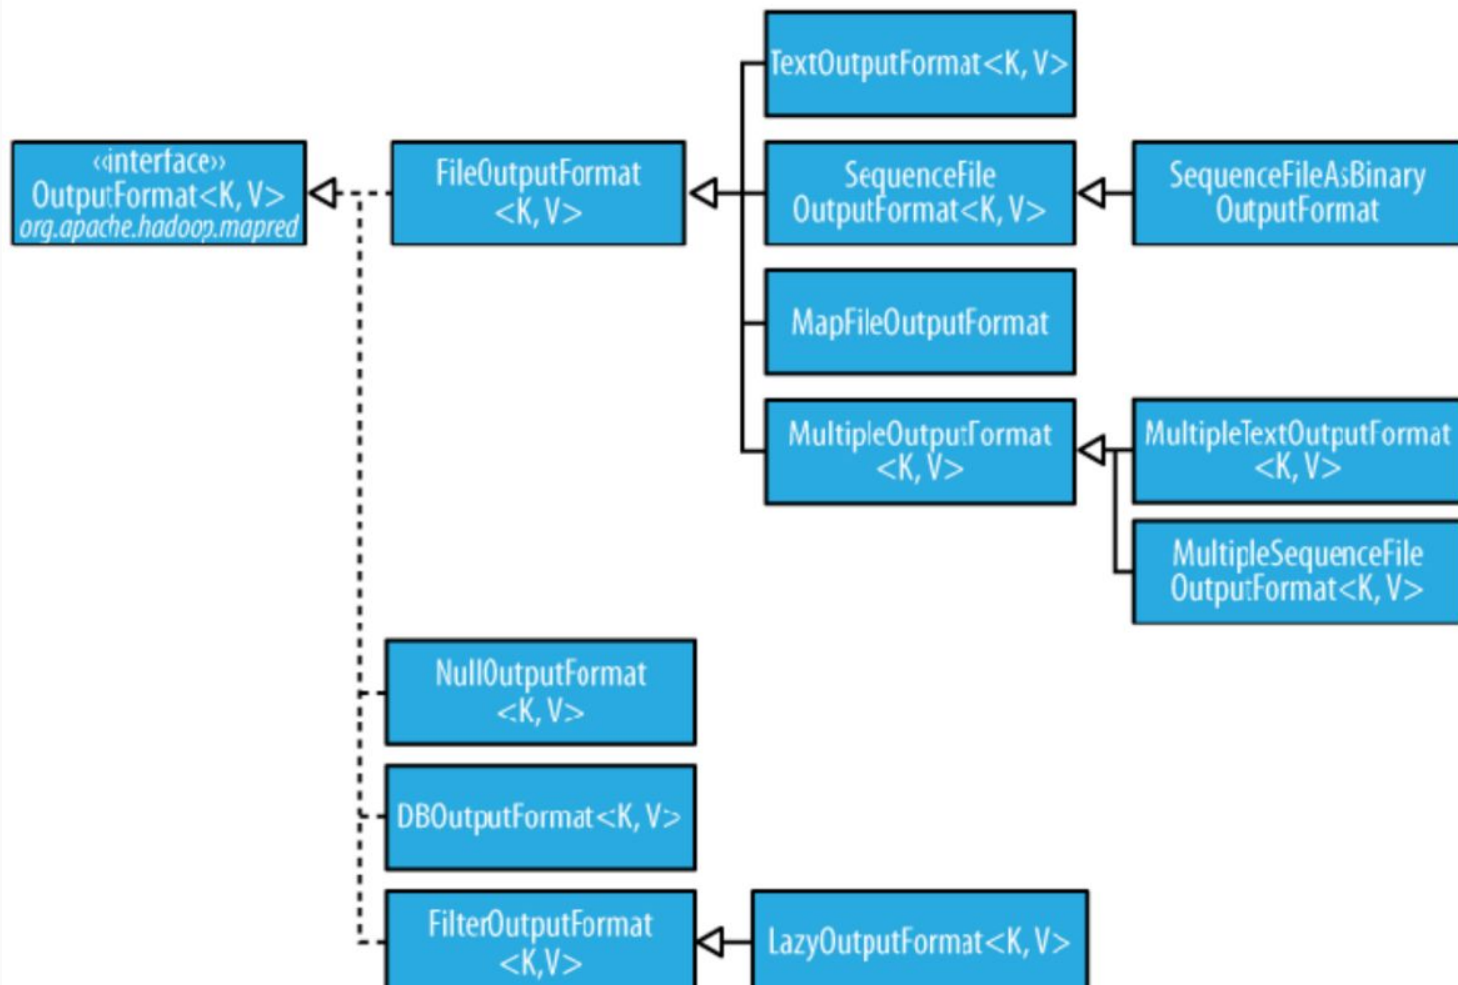 TextOutputFormat<K, V>
‹‹interface››
OutputFormat<K, V>
org.apache.hadoop.mapred
FileOutputFormat
<K, V>
SequenceFile
OutputFormat<K, V>
SequenceFileAsBinary
OutputFormat
MapFileOutputFormat
MultipleOutputFormat
<K, V>
MultipleTextOutputFormat
<K, V>
MultipleSequenceFile
OutputFormat<K, V>
NullOutputFormat
<K, V>
DBOutputFormat<K, V>
FilterOutputFormat
<K,V>
LazyOutputFormat<K, V>